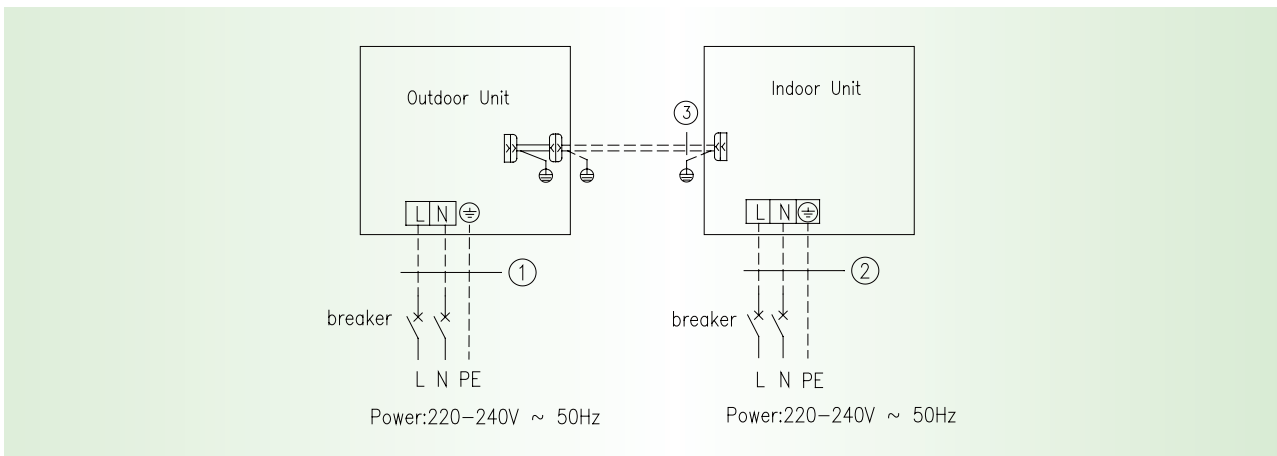 Outdoor Unit
Indoor Unit
3
L N
L N
1
2
breaker
breaker
L N PE
L N PE
Power:220-240V ~ 50Hz
Power:220-240V ~ 50Hz